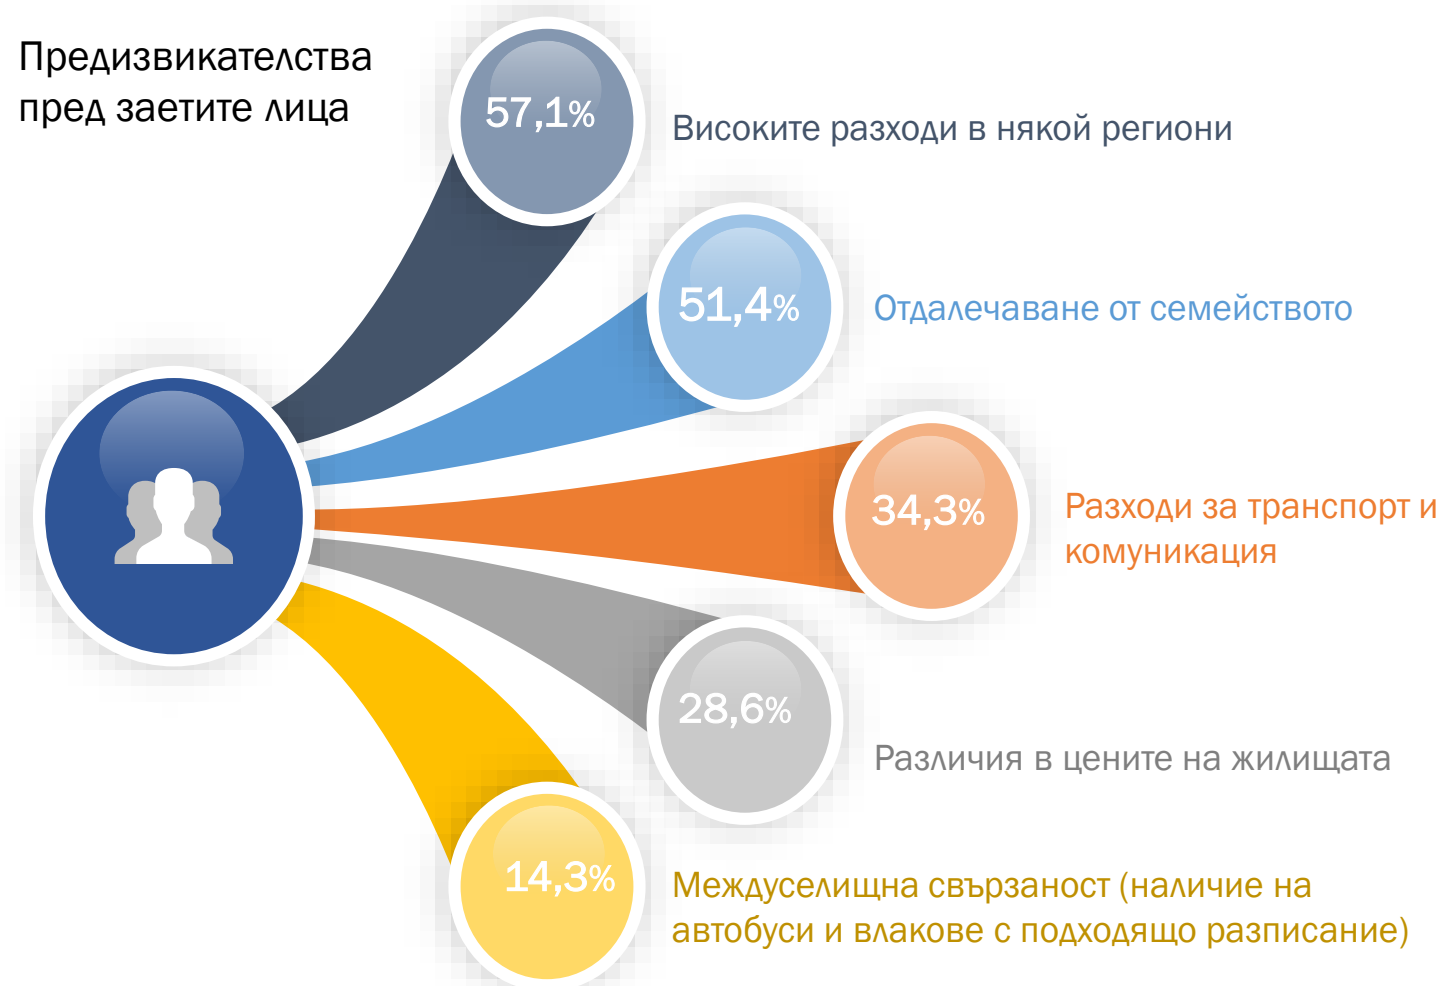 Предизвикателства
пред заетите лица
57,1%
Високите разходи в някой региони
51,4%
Отдалечаване от семейството
34,3%
Разходи за транспорт и
комуникация
28,6%
Различия в цените на жилищата
14,3%
Междуселищна свързаност (наличие на
автобуси и влакове с подходящо разписание)